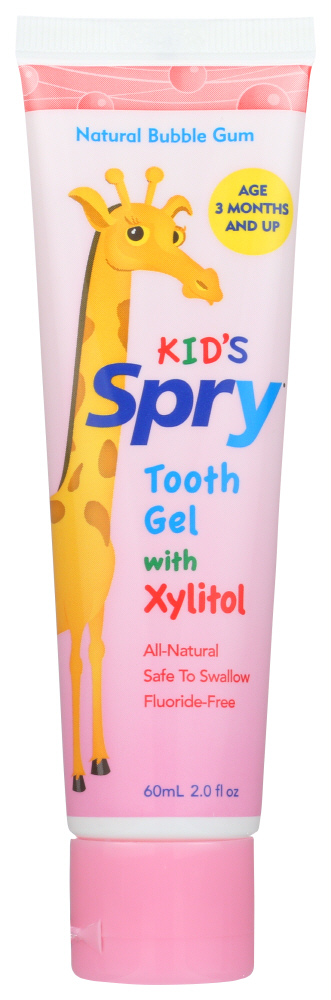 Natural Bubble Gum
AGE
3 MONTHS
AND UP
KID'S
Spry
Tooth
Gel
with
Xylitol
All-Natural
Safe To Swallow
Fluoride-Free
60mL 2.0 fl oz